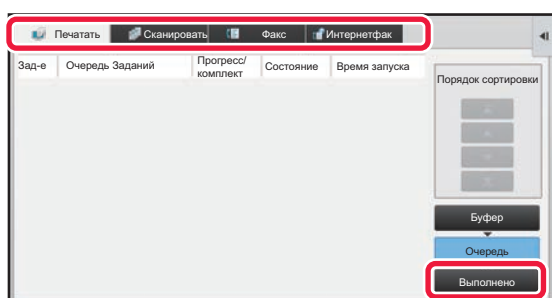 Печатать Сканировать Факс Интернетфак
Зад-е Очередь Заданий Прогресс/комплект Состояние Время запуска
Порядок сортировки
Буфер
Очередь
Выполнено